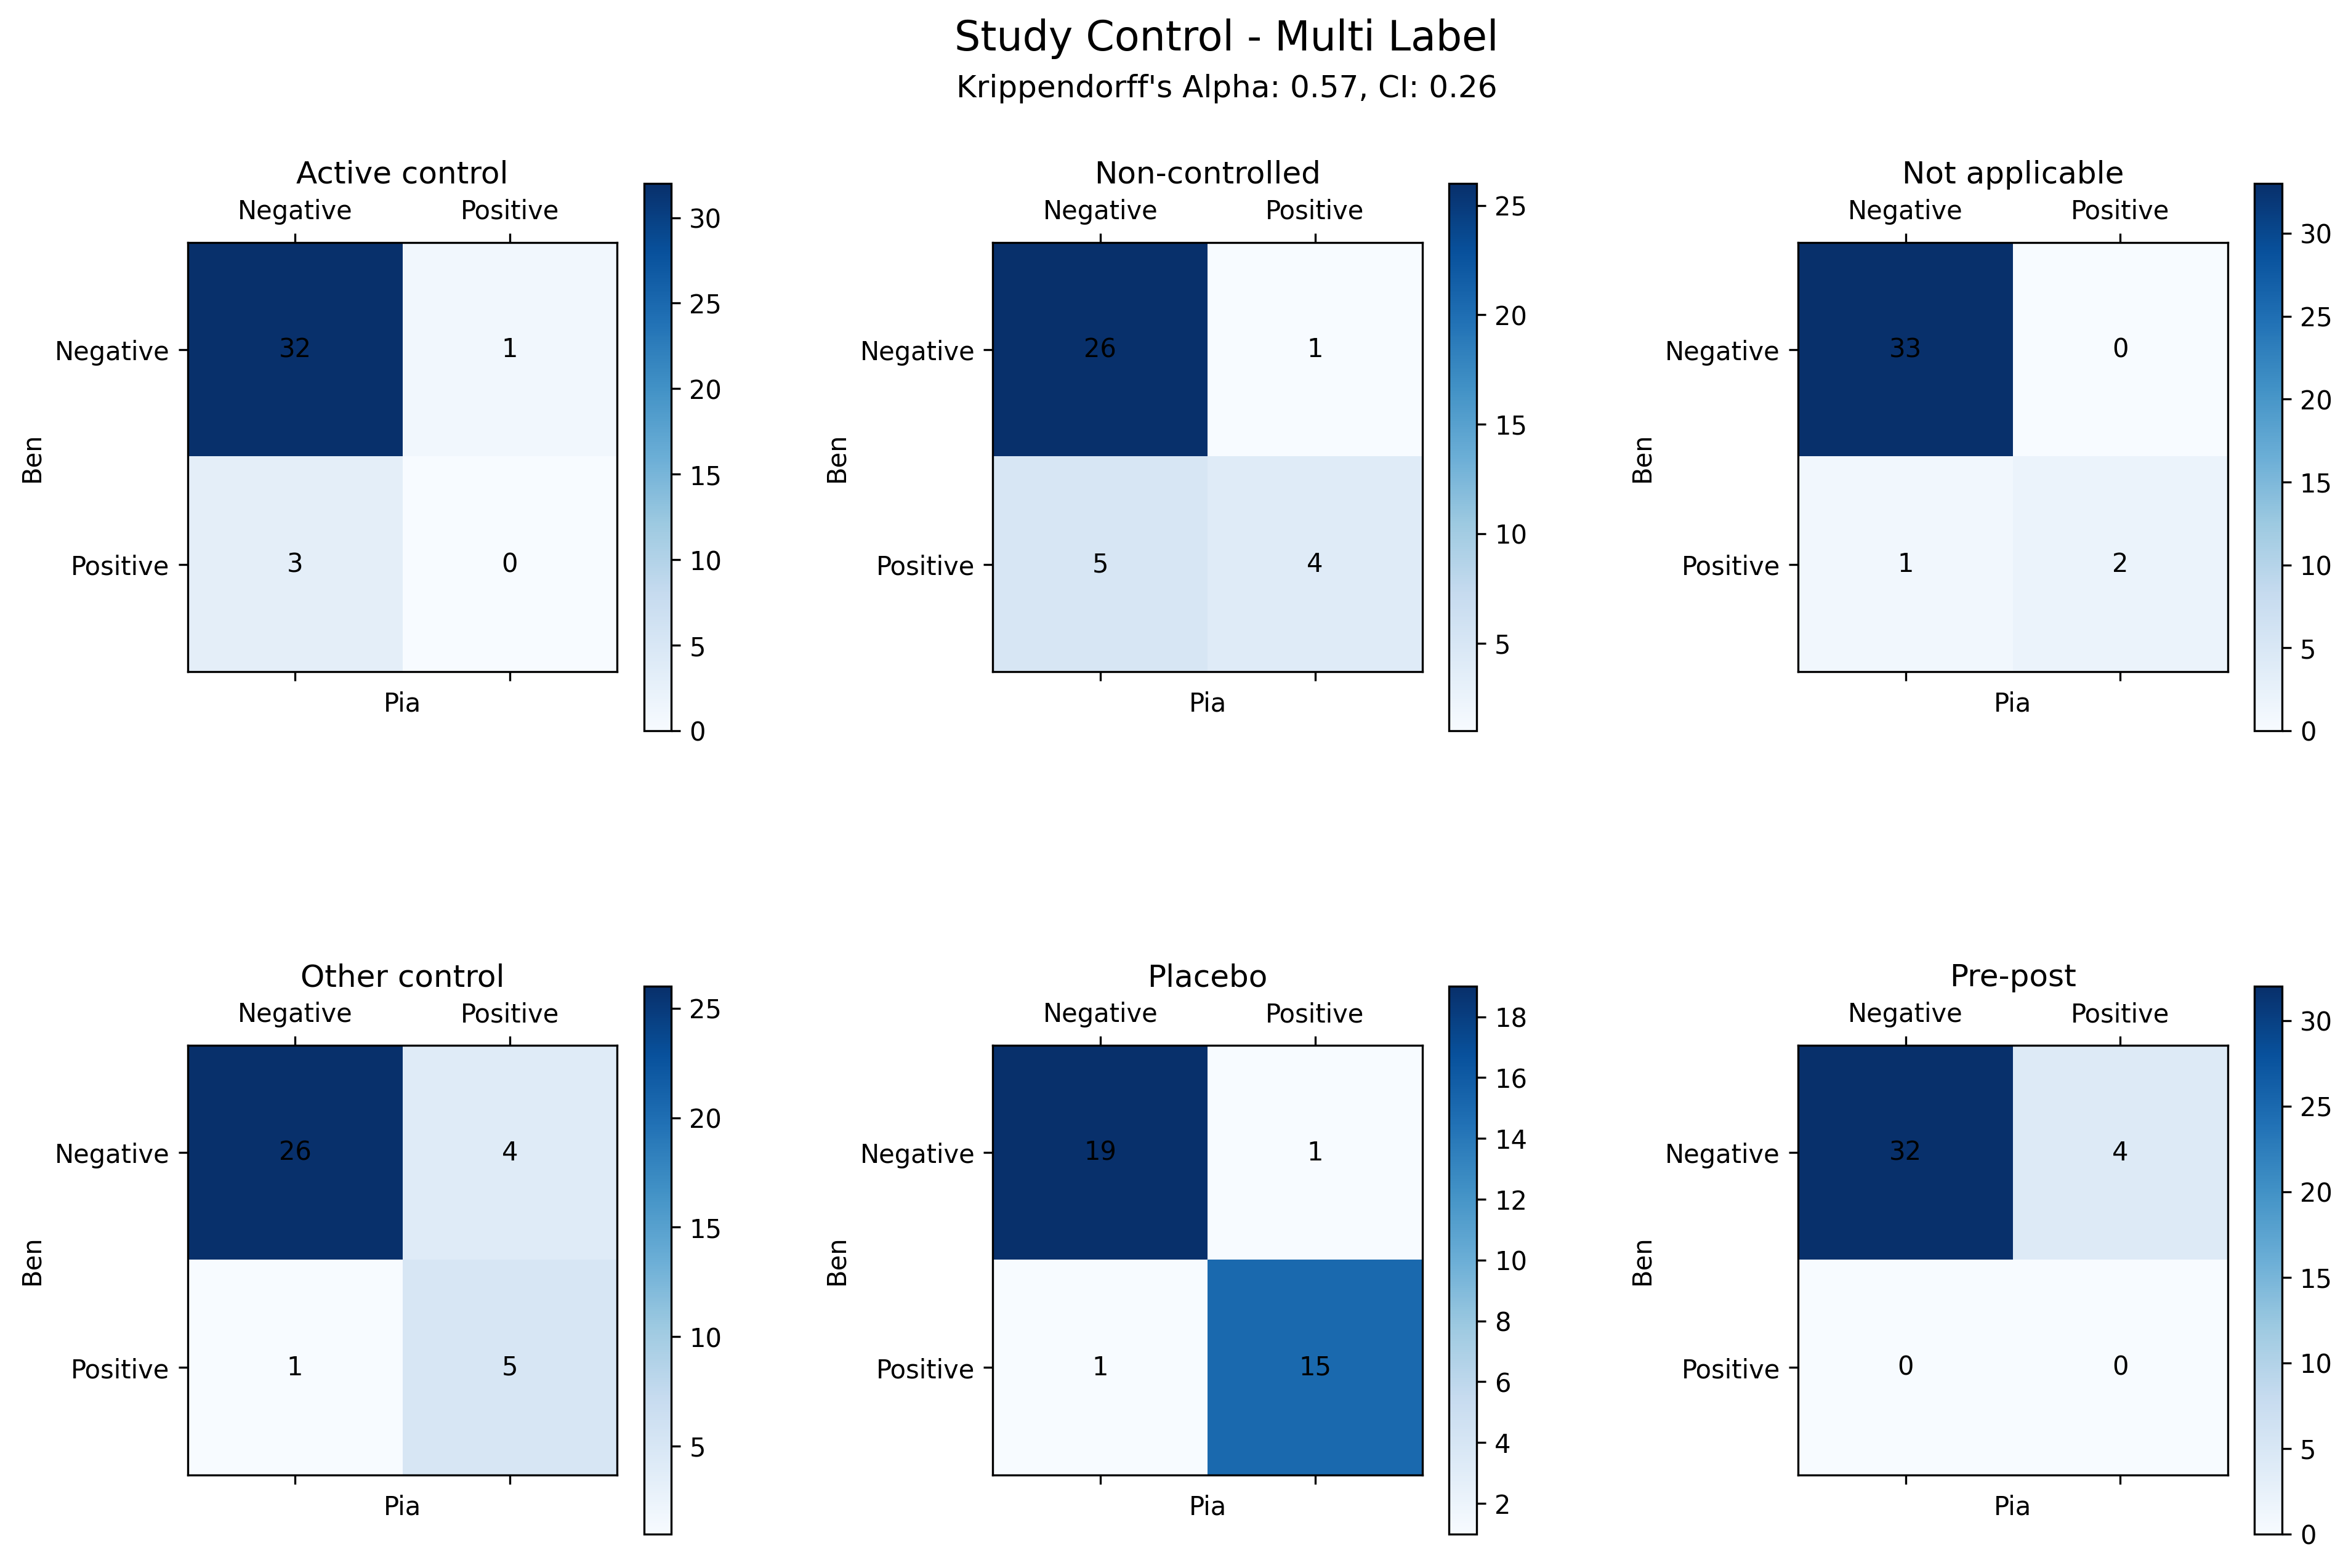 Study Control - Multi Label
Krippendorff's Alpha: 0.57, CI: 0.26
Active control
Negative Positive
Negative 32 1
Positive 3 0
Ben
Pia
30
25
20
15
10
5
0
Non-controlled
Negative Positive
Negative 26 1
Positive 5 4
Ben
Pia
25
20
15
10
5
Not applicable
Negative Positive
Negative 33 0
Positive 1 2
Ben
Pia
30
25
20
15
10
5
0
Other control
Negative Positive
Negative 26 4
Positive 1 5
Ben
Pia
25
20
15
10
5
Placebo
Negative Positive
Negative 19 1
Positive 1 15
Ben
Pia
18
16
14
12
10
8
6
4
2
Pre-post
Negative Positive
Negative 32 4
Positive 0 0
Ben
Pia
30
25
20
15
10
5
0